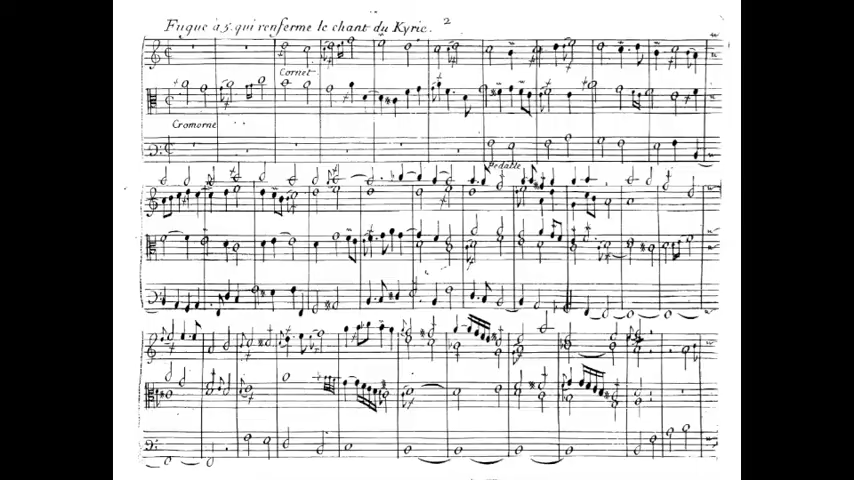 Fugue à 5. qui renferme le chant du Kyrie.
2
Cornet
Cromorne
Pedalle